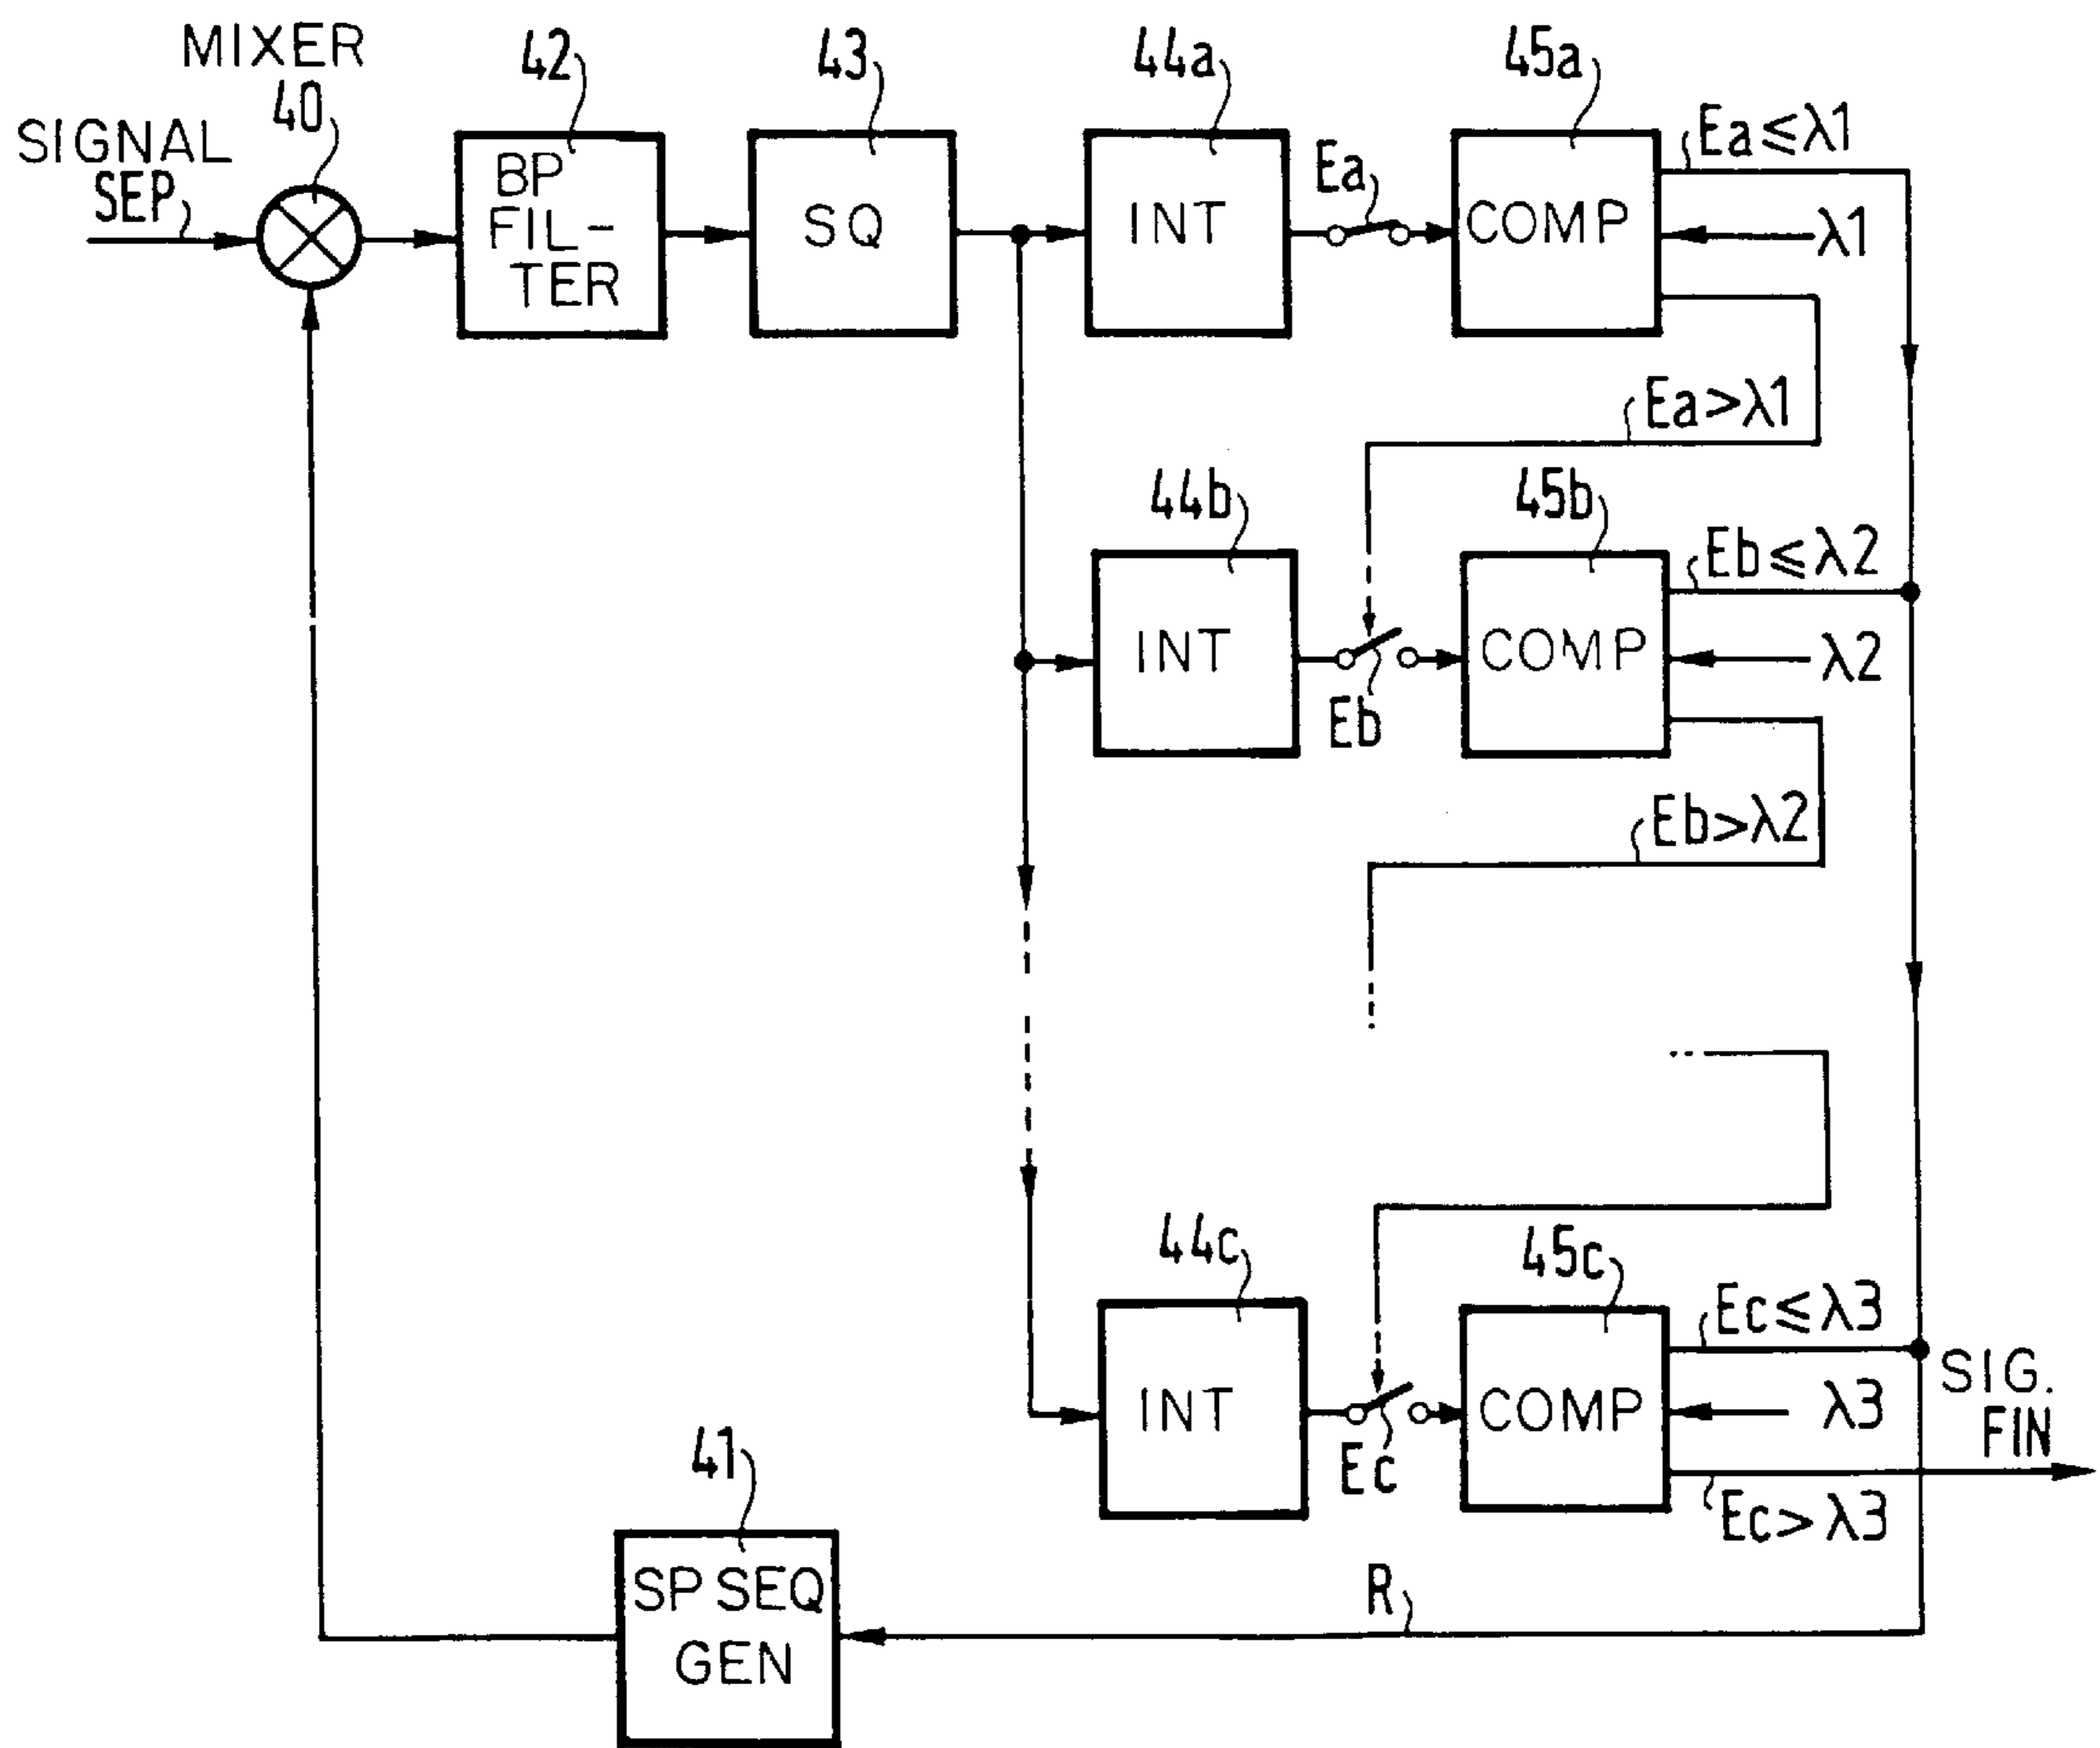 MIXER
40
42
43
44a
45a
SIGNAL
SEP
BP
FIL-
TER
SQ
INT
Ea
COMP
Ea≤λ1
λ1
Ea>λ1
44b
45b
INT
Eb
COMP
Eb≤λ2
λ2
Eb>λ2
44c
45c
INT
Ec
COMP
Ec≤λ3
λ3
SIG.
FIN
Ec>λ3
41
SP SEQ
GEN
R